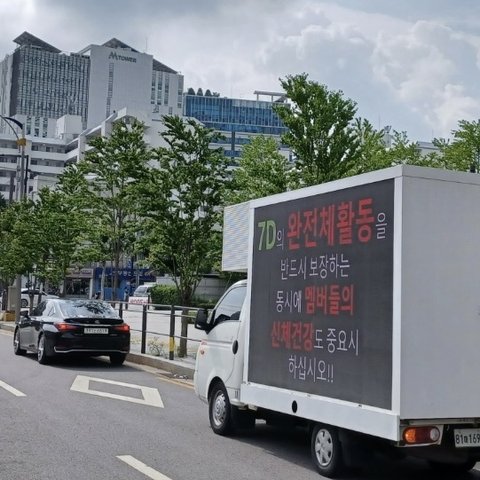 MTOWER
7D의 완전체활동을
반드시 보장하는
동시에 멤버들의
신체건강도 중요시
하십시오!!